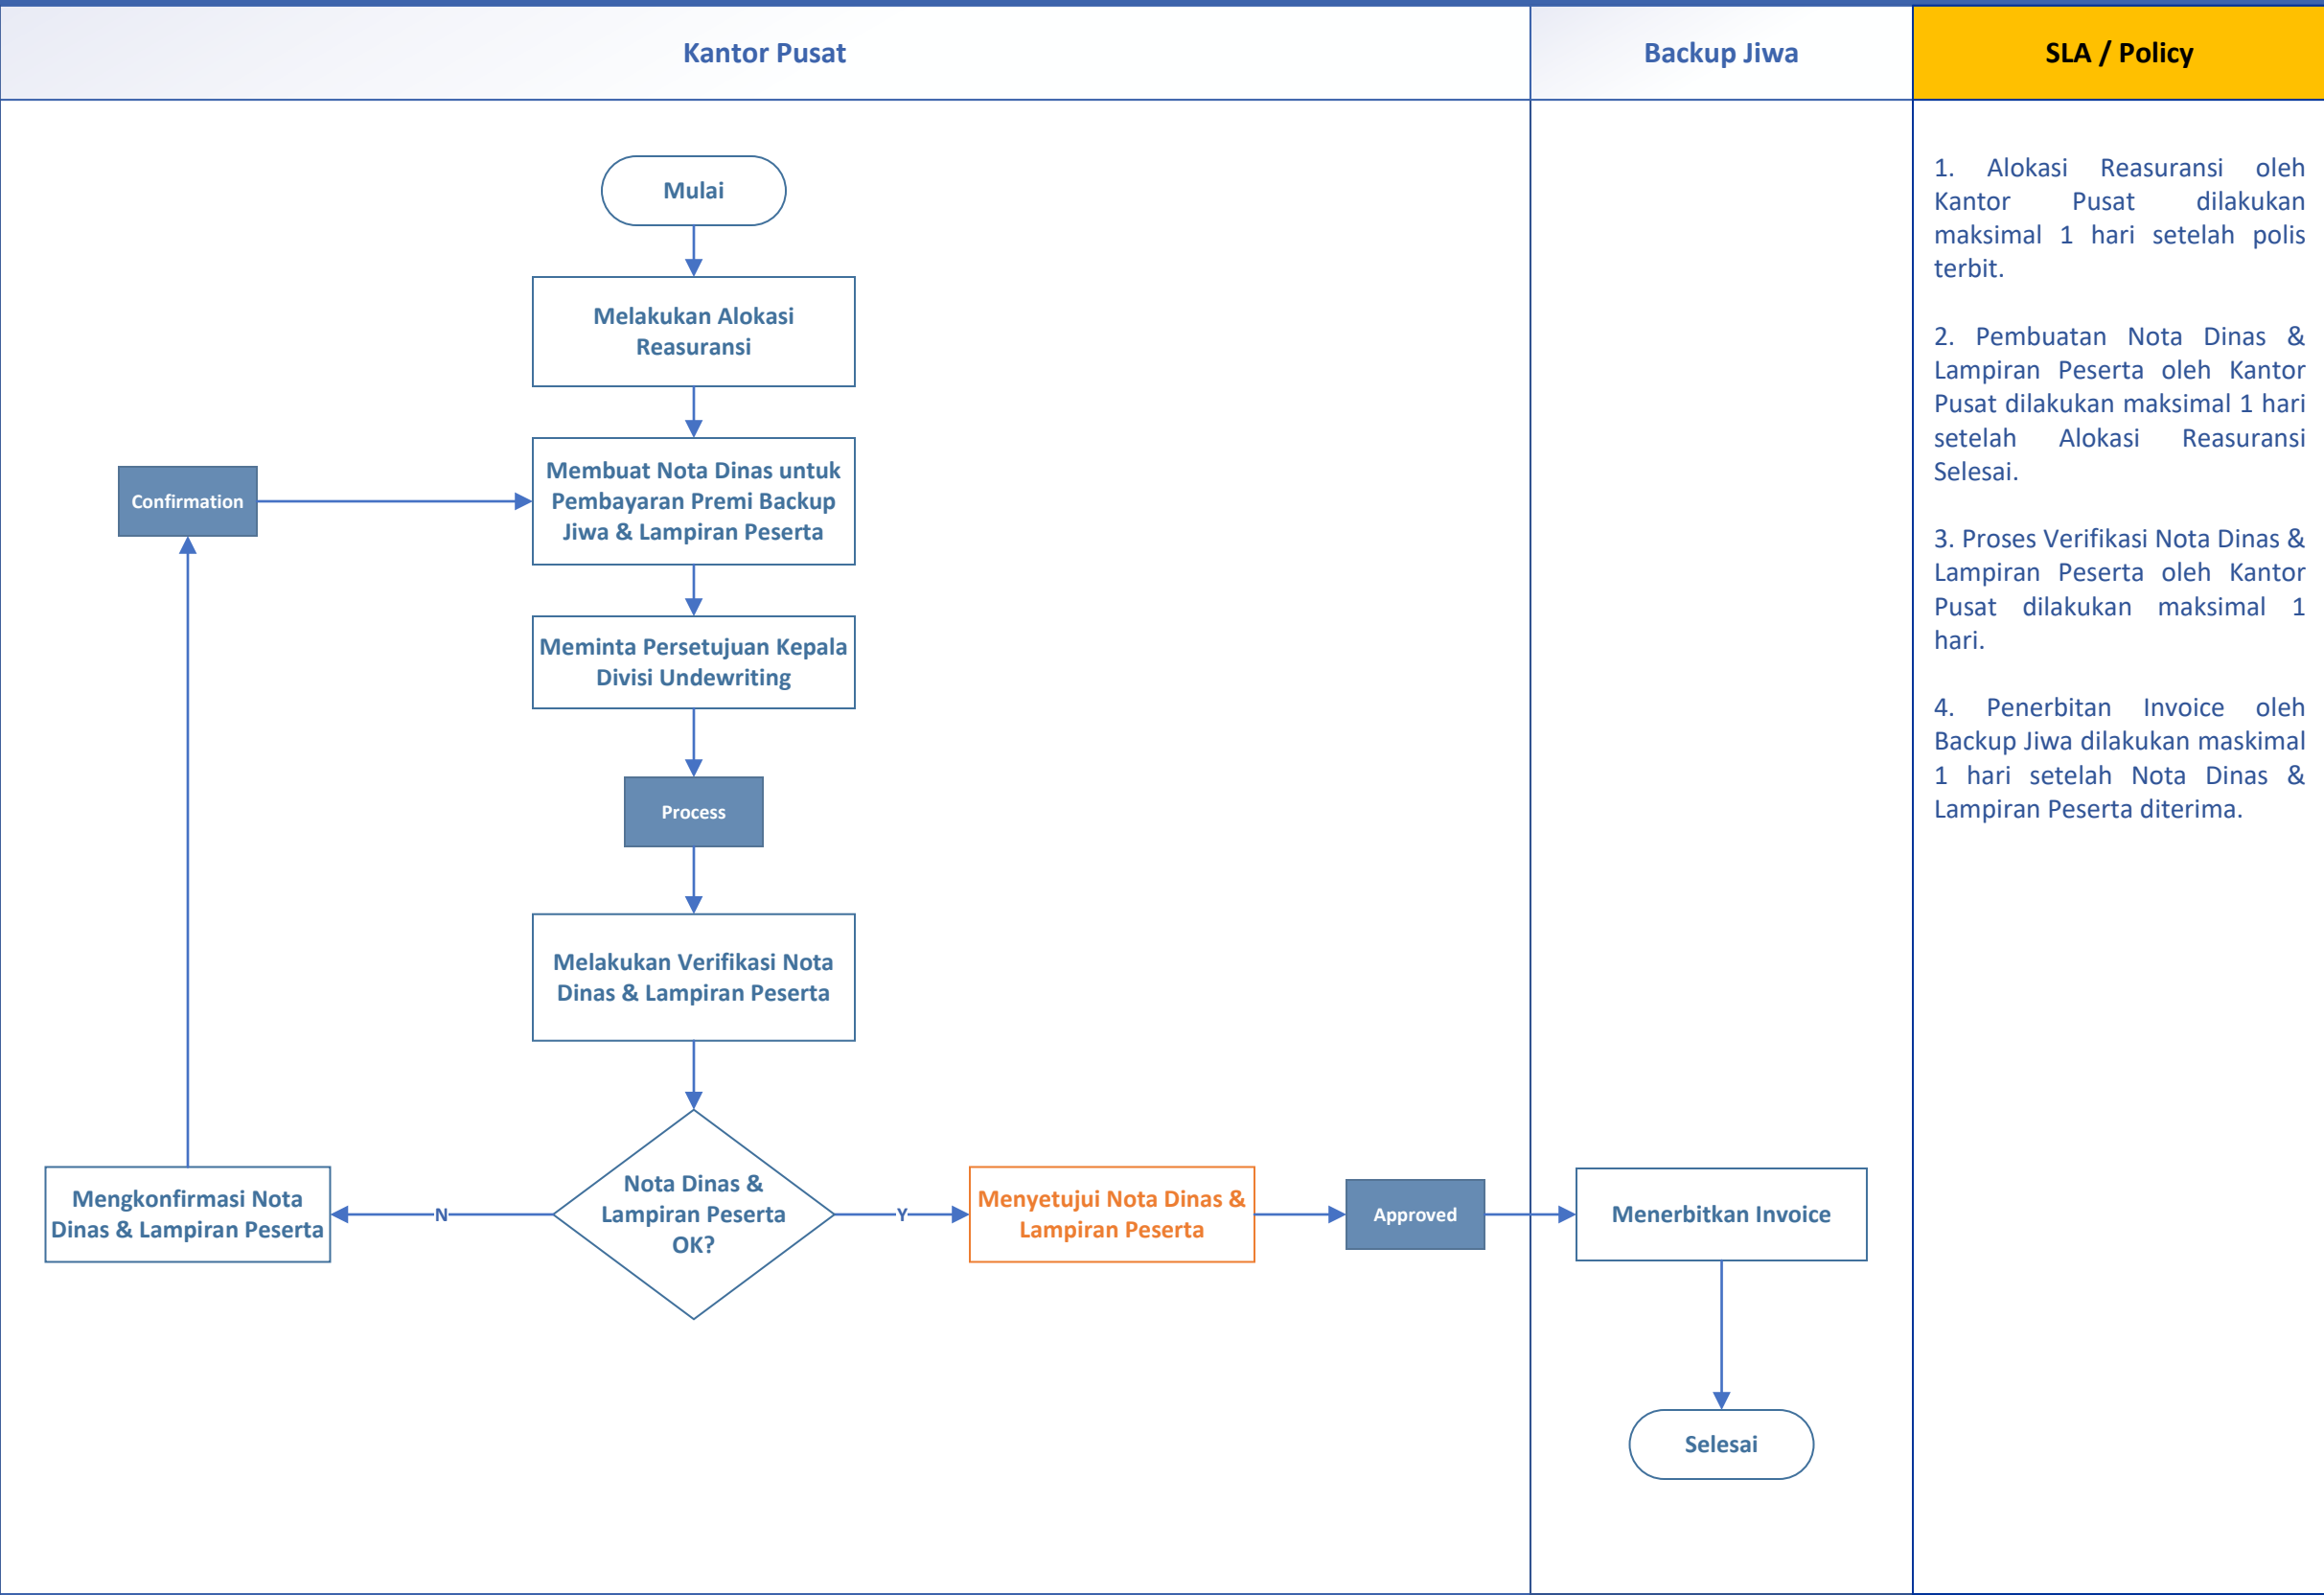 Kantor Pusat
Backup Jiwa
SLA / Policy
Mulai
Melakukan Alokasi
Reasuransi
Confirmation
Membuat Nota Dinas untuk
Pembayaran Premi Backup
Jiwa & Lampiran Peserta
Meminta Persetujuan Kepala
Divisi Undewriting
Process
Melakukan Verifikasi Nota
Dinas & Lampiran Peserta
Mengkonfirmasi Nota
Dinas & Lampiran Peserta
N
Nota Dinas &
Lampiran Peserta
OK?
Y
Menyetujui Nota Dinas &
Lampiran Peserta
Approved
Menerbitkan Invoice
Selesai
1. Alokasi Reasuransi oleh
Kantor Pusat dilakukan
maksimal 1 hari setelah polis
terbit.
2. Pembuatan Nota Dinas &
Lampiran Peserta oleh Kantor
Pusat dilakukan maksimal 1 hari
setelah Alokasi Reasuransi
Selesai.
3. Proses Verifikasi Nota Dinas &
Lampiran Peserta oleh Kantor
Pusat dilakukan maksimal 1
hari.
4. Penerbitan Invoice oleh
Backup Jiwa dilakukan maskimal
1 hari setelah Nota Dinas &
Lampiran Peserta diterima.